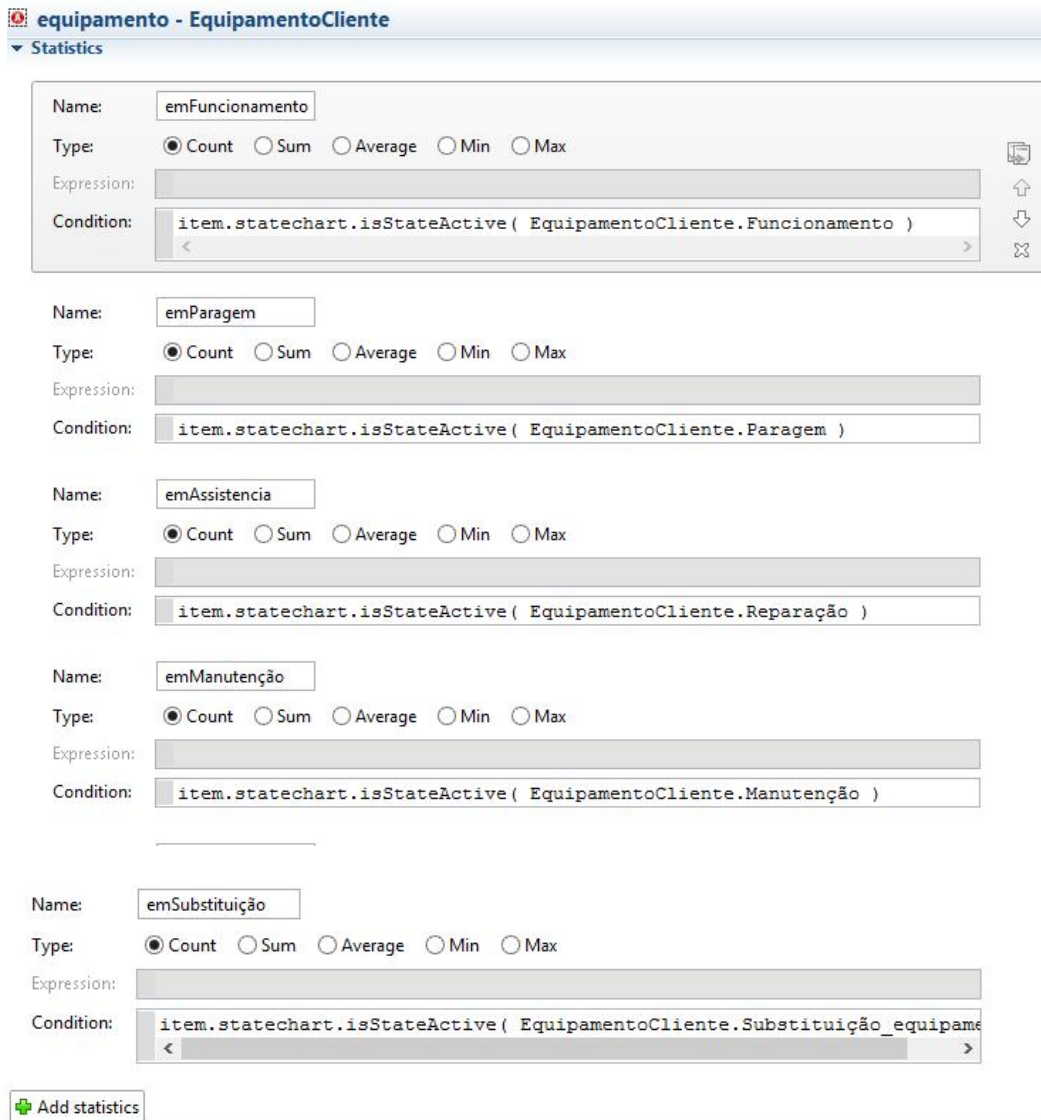 equipamento - EquipamentoCliente
Statistics
Name: emFuncionamento
Type: Count Sum Average Min Max
Expression:
Condition: item.statechart.isStateActive( EquipamentoCliente.Funcionamento )
Name: emParagem
Type: Count Sum Average Min Max
Expression:
Condition: item.statechart.isStateActive( EquipamentoCliente.Paragem )
Name: emAssistencia
Type: Count Sum Average Min Max
Expression:
Condition: item.statechart.isStateActive( EquipamentoCliente.Reparação )
Name: emManutenção
Type: Count Sum Average Min Max
Expression:
Condition: item.statechart.isStateActive( EquipamentoCliente.Manutenção )
Name: emSubstituição
Type: Count Sum Average Min Max
Expression:
Condition: item.statechart.isStateActive( EquipamentoCliente.Substituição_equipame
Add statistics